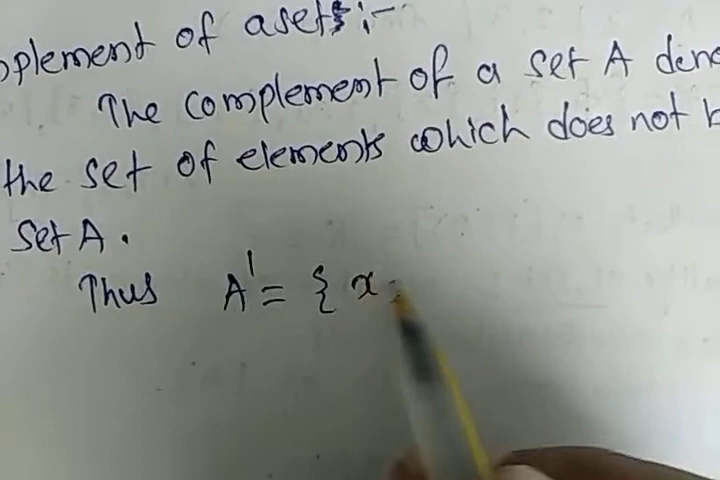 plement of a set :-
The complement of a set A deno
the set of elements which does not b
set A.
Thus A' = { x :